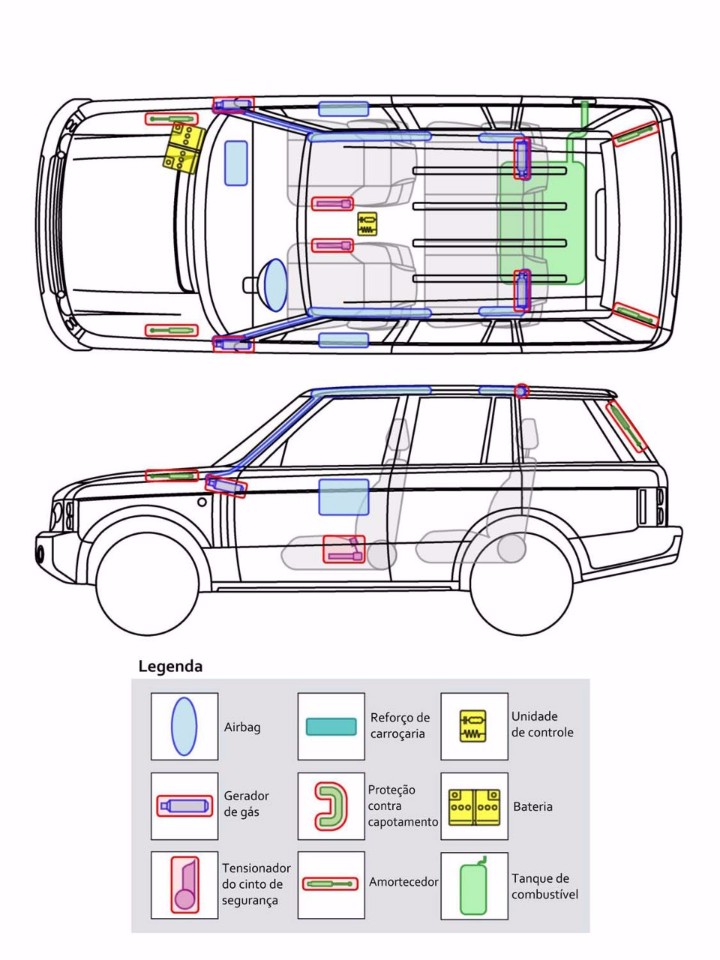 Legenda
Airbag
Reforço de
carroçaria
Unidade
de controle
Gerador
de gás
Proteção
contra
capotamento
Bateria
Tensionador
do cinto de
segurança
Amortecedor
Tanque de
combustível